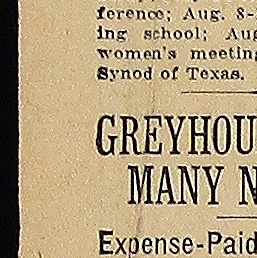 ference; Aug. 8-
ing school; Aug
women's meeting
Synod of Texas.
GREYHOU
MANY N
Expense-Paid